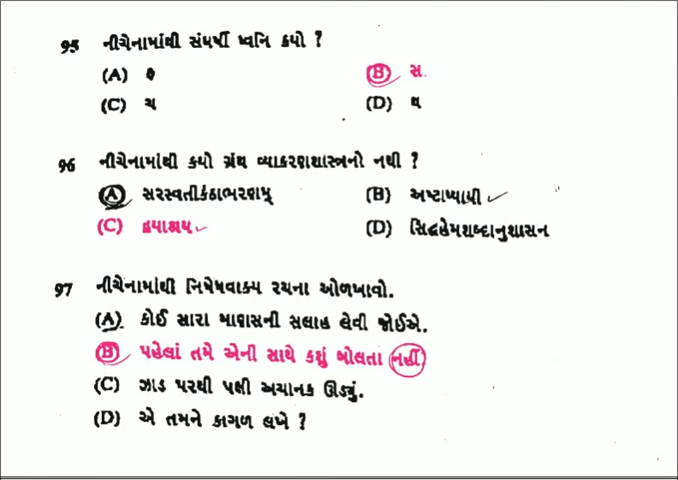 95 નીચેનામાંથી સંઘર્ષી ધ્વનિ કયો ?
(A) ક (B) સ
(C) ચ (D) થ
96 નીચેનામાંથી કયો ગ્રંથ વ્યાકરણશાસ્ત્રનો નથી ?
(A) સરસ્વતીકંઠાભરણમ્ (B) અષ્ટાધ્યાયી
(C) દ્વયાશ્રય (D) સિદ્ધહેમશબ્દાનુશાસન
97 નીચેનામાંથી નિષેધવાક્ય રચના ઓળખાવો.
(A) કોઈ સારા માણસની સલાહ લેવી જોઈએ.
(B) પહેલાં તમે એની સાથે કશું બોલતા નહીં
(C) ઝાડ પરથી પક્ષી અચાનક ઊડ્યું.
(D) એ તમને કાગળ લખે ?